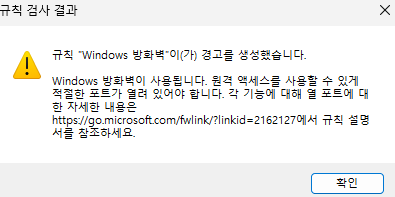 규칙 검사 결과
규칙 "Windows 방화벽"이(가) 경고를 생성했습니다.
Windows 방화벽이 사용됩니다. 원격 액세스를 사용할 수 있게
적절한 포트가 열려 있어야 합니다. 각 기능에 대해 열 포트에 대
한 자세한 내용은
https://go.microsoft.com/fwlink/?linkid=2162127에서 규칙 설명
서를 참조하세요.
확인